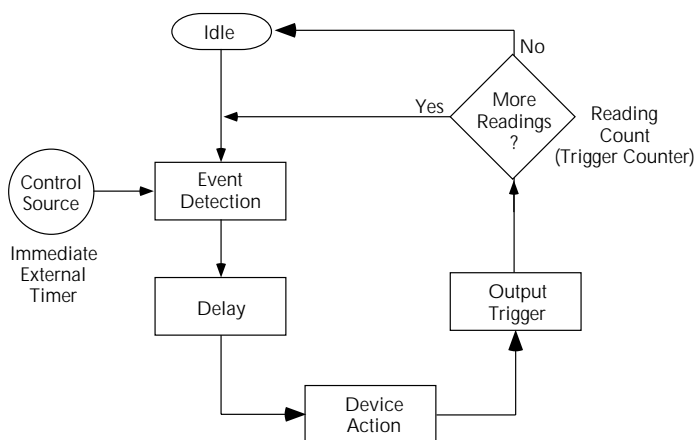 Idle
No
Yes
More
Readings
?
Reading
Count
(Trigger Counter)
Control
Source
Event
Detection
Immediate
External
Timer
Delay
Output
Trigger
Device
Action